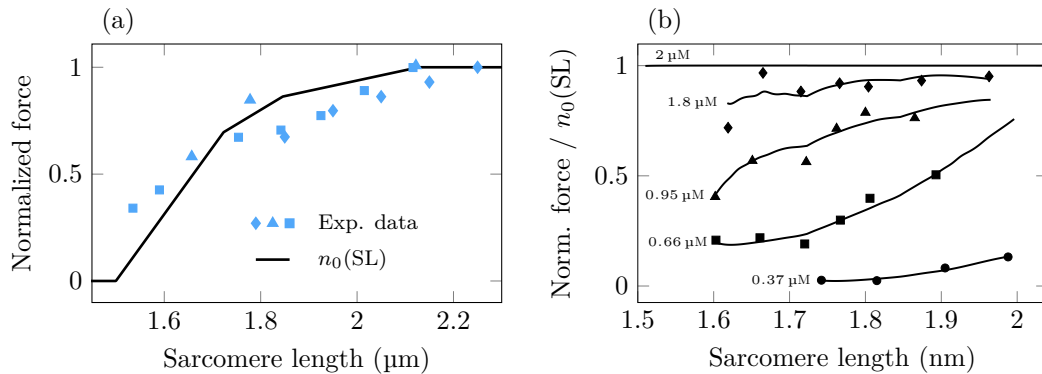 (a)
Normalized force
1
0.5
0
Exp. data
n₀(SL)
1.6 1.8 2 2.2
Sarcomere length (µm)
(b)
Norm. force / n₀(SL)
1
0.5
0
2 µM
1.8 µM
0.95 µM
0.66 µM
0.37 µM
1.5 1.6 1.7 1.8 1.9 2
Sarcomere length (nm)